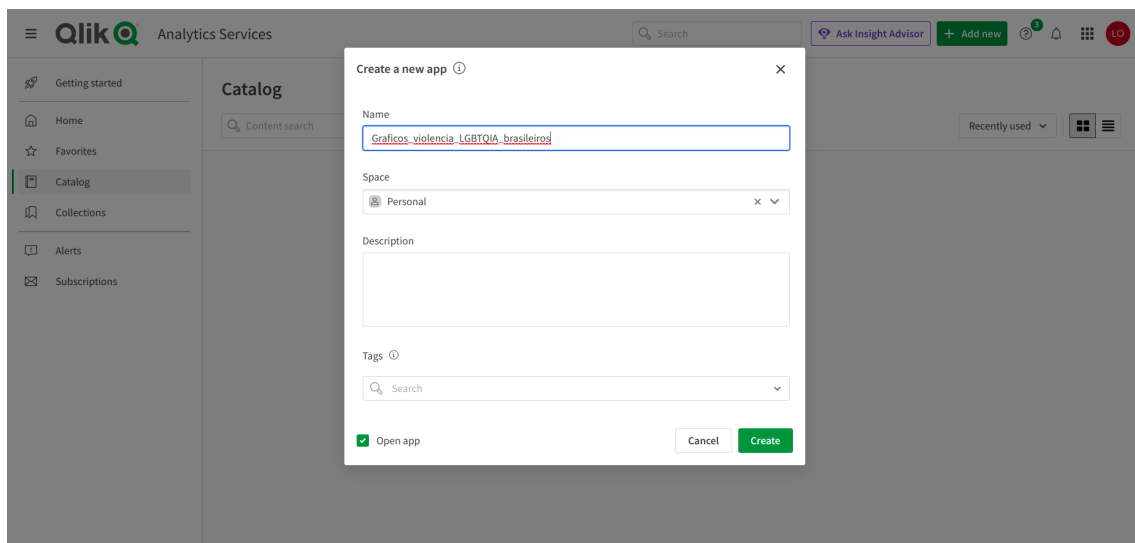 Qlik Analytics Services
Search
Ask Insight Advisor
+ Add new
3
LO
Getting started
Home
Favorites
Catalog
Collections
Alerts
Subscriptions
Catalog
Content search
Recently used
Create a new app
Name
Graficos_violencia_LGBTQIA_brasileiros
Space
Personal
Description
Tags
Search
Open app
Cancel
Create